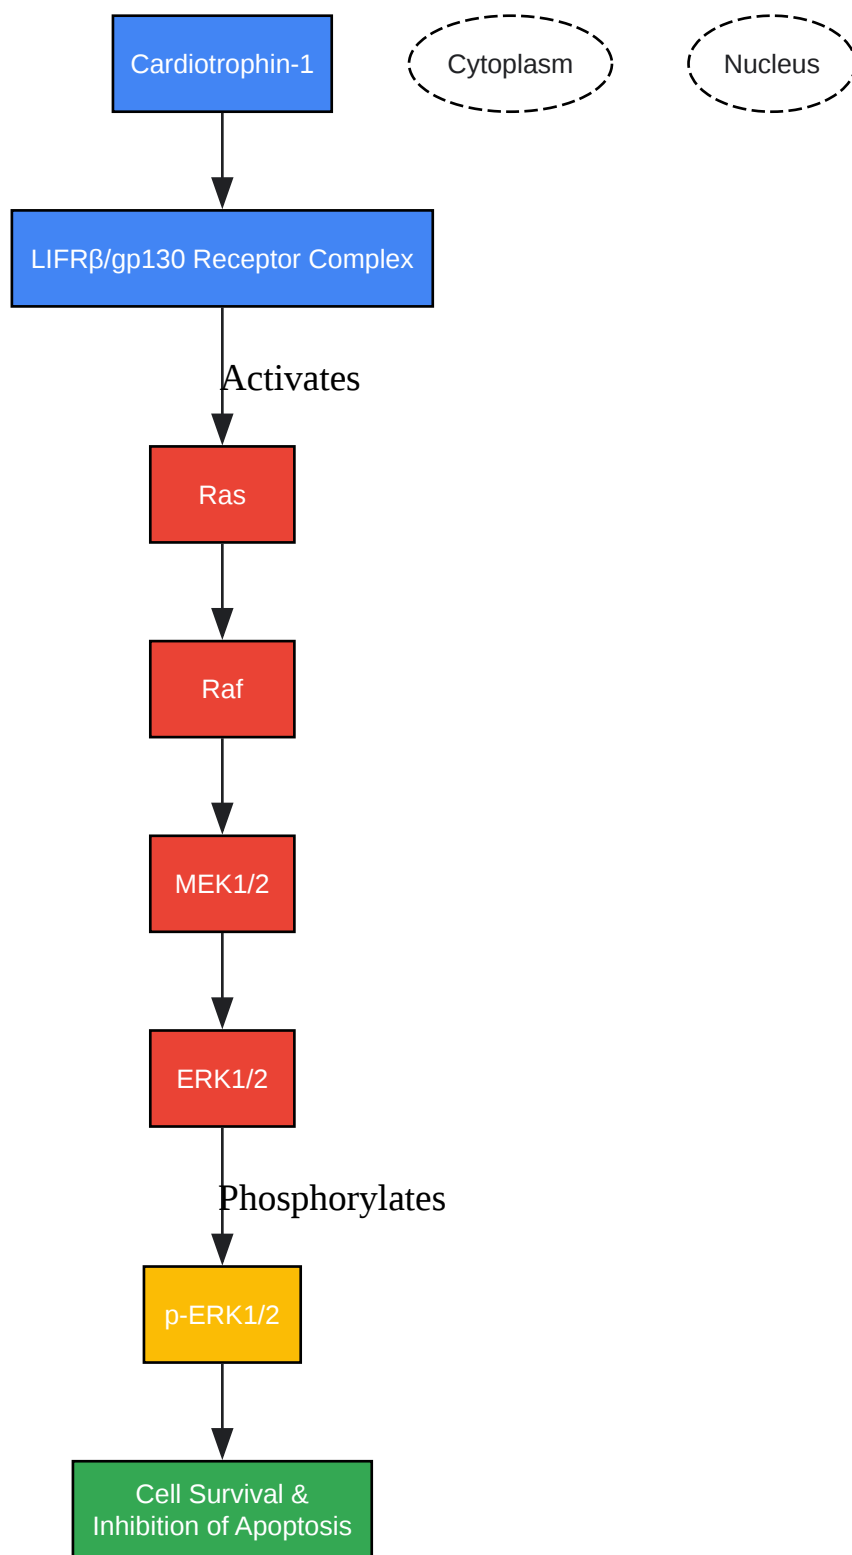 Cardiotrophin-1
Cytoplasm
Nucleus
LIFRβ/gp130 Receptor Complex
Activates
Ras
Raf
MEK1/2
ERK1/2
Phosphorylates
p-ERK1/2
Cell Survival &
Inhibition of Apoptosis